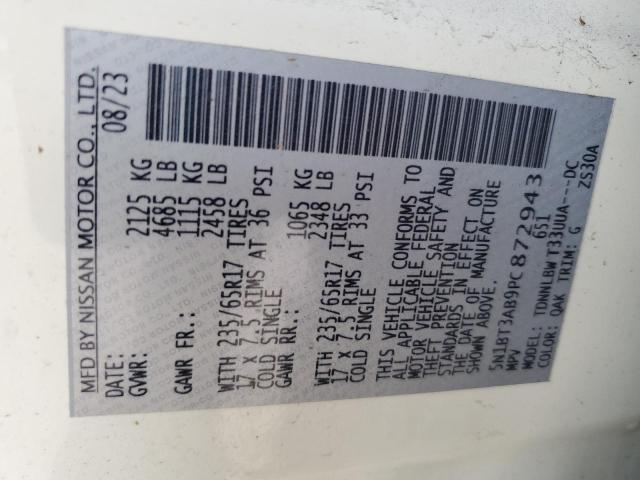 MFD BY NISSAN MOTOR CO., LTD.
DATE: 08/23
GVWR: 2125 KG
4685 LB
GAWR FR.: 1115 KG
2458 LB
WITH 235/65R17 TIRES
17 X 7.5 RIMS AT 36 PSI
COLD SINGLE
GAWR RR.: 1065 KG
2348 LB
WITH 235/65R17 TIRES
17 X 7.5 RIMS AT 33 PSI
COLD SINGLE
THIS VEHICLE CONFORMS TO
ALL APPLICABLE FEDERAL
MOTOR VEHICLE SAFETY AND
THEFT PREVENTION
STANDARDS IN EFFECT ON
THE DATE OF MANUFACTURE
SHOWN ABOVE.
5N1BT3AB9PC872943
MPV 651
MODEL: TDNNLBW T33UUA---DC
COLOR: QAK TRIM: G ZS30A